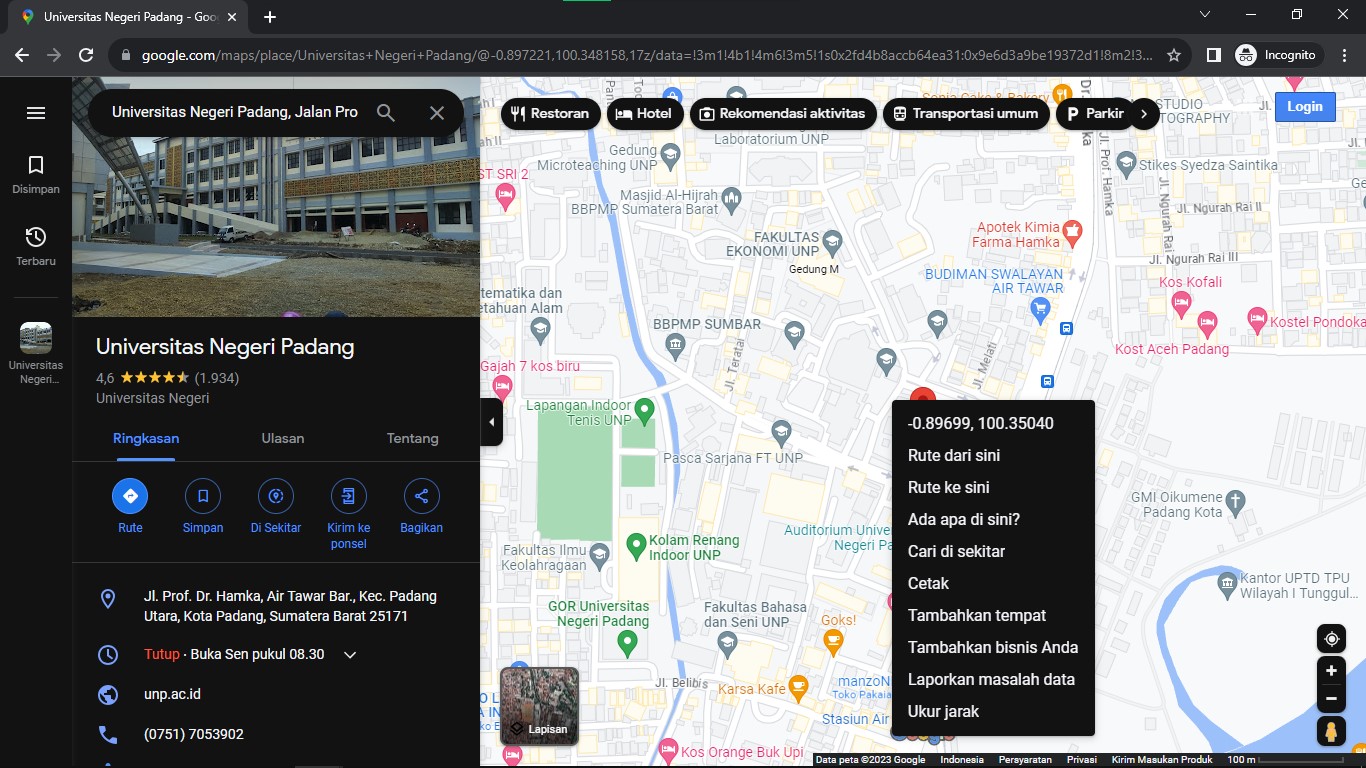 Universitas Negeri Padang - Goo
google.com/maps/place/Universitas+Negeri+Padang/@-0.897221,100.348158,17z/data=!3m1!4b1!4m6!3m5!1s0x2fd4b8accb64ea31:0x9e6d3a9be19372d1!8m2!3...
Incognito
Universitas Negeri Padang, Jalan Pro
Disimpan
Terbaru
Universitas
Negeri...
Universitas Negeri Padang
4,6 (1.934)
Universitas Negeri
Ringkasan
Ulasan
Tentang
Rute
Simpan
Di Sekitar
Kirim ke
ponsel
Bagikan
Jl. Prof. Dr. Hamka, Air Tawar Bar., Kec. Padang
Utara, Kota Padang, Sumatera Barat 25171
Tutup · Buka Sen pukul 08.30
unp.ac.id
(0751) 7053902
Restoran
Hotel
Rekomendasi aktivitas
Transportasi umum
Parkir
Login
STUDIO
Laboratorium UNP
Gedung
Microteaching UNP
ST SRI 2
Masjid Al-Hijrah
BBPMP Sumatera Barat
FAKULTAS
EKONOMI UNP
Gedung M
Stikes Syedza Saintika
Jl. Prof. Hamka
Jl. Ngurah Rai
Jl. Ngurah Rai II
Jl. Ngurah Rai III
Apotek Kimia
Farma Hamka
BUDIMAN SWALAYAN
AIR TAWAR
Kos Kofali
Kostel Pondoka
Kost Aceh Padang
tematika dan
etahuan Alam
BBPMP SUMBAR
Jl. Teratai
Jl. Melati
Gajah 7 kos biru
Lapangan Indoor
Tenis UNP
Pasca Sarjana FT UNP
-0.89699, 100.35040
Rute dari sini
Rute ke sini
Ada apa di sini?
Cari di sekitar
Cetak
Tambahkan tempat
Tambahkan bisnis Anda
Laporkan masalah data
Ukur jarak
GMI Oikumene
Padang Kota
Auditorium Univer
Negeri Pa
Kolam Renang
Indoor UNP
Fakultas Ilmu
Keolahragaan
GOR Universitas
Negeri Padang
Fakultas Bahasa
dan Seni UNP
Goks!
Kantor UPTD TPU
Wilayah I Tunggul...
Jl. Belibis
Karsa Kafe
manzoN
Toko Pakaia
Stasiun Air
Kos Orange Buk Upi
Lapisan
Data peta ©2023 Google
Indonesia
Persyaratan
Privasi
Kirim Masukan Produk
100 m